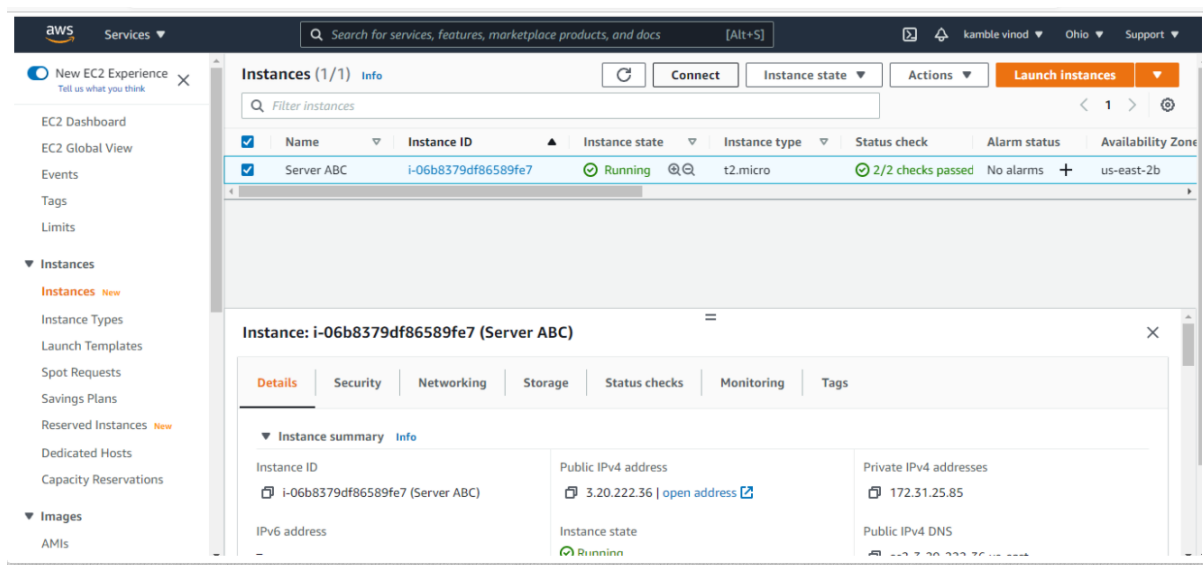 aws Services ▼ Search for services, features, marketplace products, and docs [Alt+S] kamble vinod ▼ Ohio ▼ Support ▼
New EC2 Experience
Tell us what you think
EC2 Dashboard
EC2 Global View
Events
Tags
Limits
▼ Instances
Instances New
Instance Types
Launch Templates
Spot Requests
Savings Plans
Reserved Instances New
Dedicated Hosts
Capacity Reservations
▼ Images
AMIs
Instances (1/1) Info Connect Instance state ▼ Actions ▼ Launch instances ▼
Filter instances < 1 >
Name Instance ID Instance state Instance type Status check Alarm status Availability Zone
Server ABC i-06b8379df86589fe7 Running t2.micro 2/2 checks passed No alarms + us-east-2b
Instance: i-06b8379df86589fe7 (Server ABC)
Details Security Networking Storage Status checks Monitoring Tags
▼ Instance summary Info
Instance ID Public IPv4 address Private IPv4 addresses
i-06b8379df86589fe7 (Server ABC) 3.20.222.36 | open address 172.31.25.85
IPv6 address Instance state Public IPv4 DNS
– Running